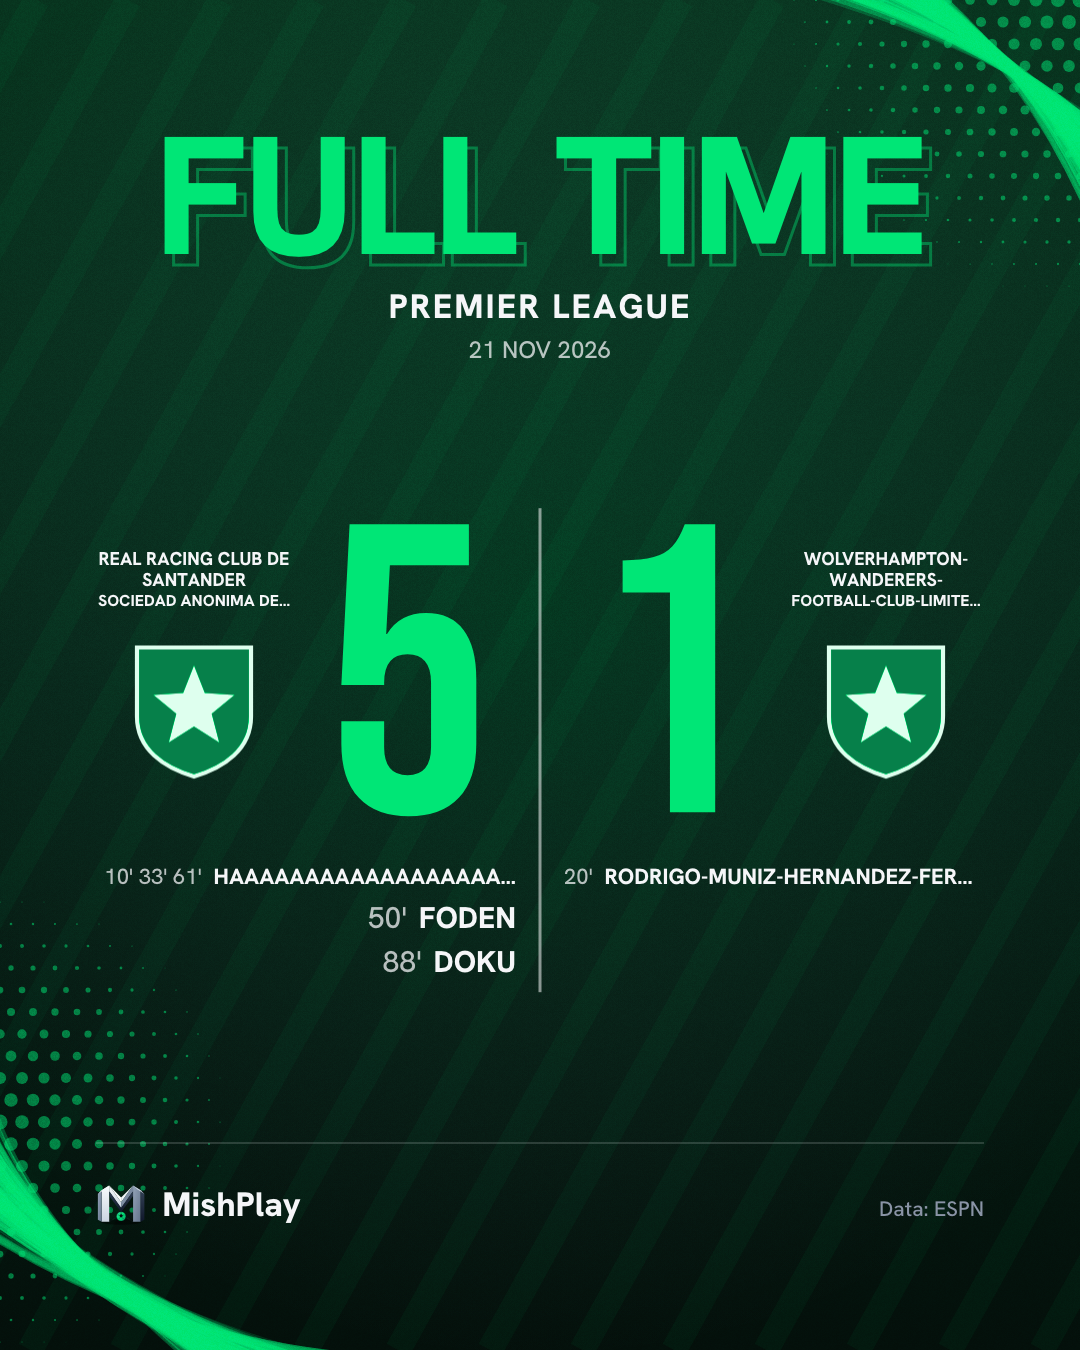 FULL TIME
PREMIER LEAGUE
21 NOV 2026
REAL RACING CLUB DE
SANTANDER
SOCIEDAD ANONIMA DE...
5
1
WOLVERHAMPTON-
WANDERERS-
FOOTBALL-CLUB-LIMITE...
10' 33' 61' HAAAAAAAAAAAAAAAAAA...
50' FODEN
88' DOKU
20' RODRIGO-MUNIZ-HERNANDEZ-FER...
MishPlay
Data: ESPN